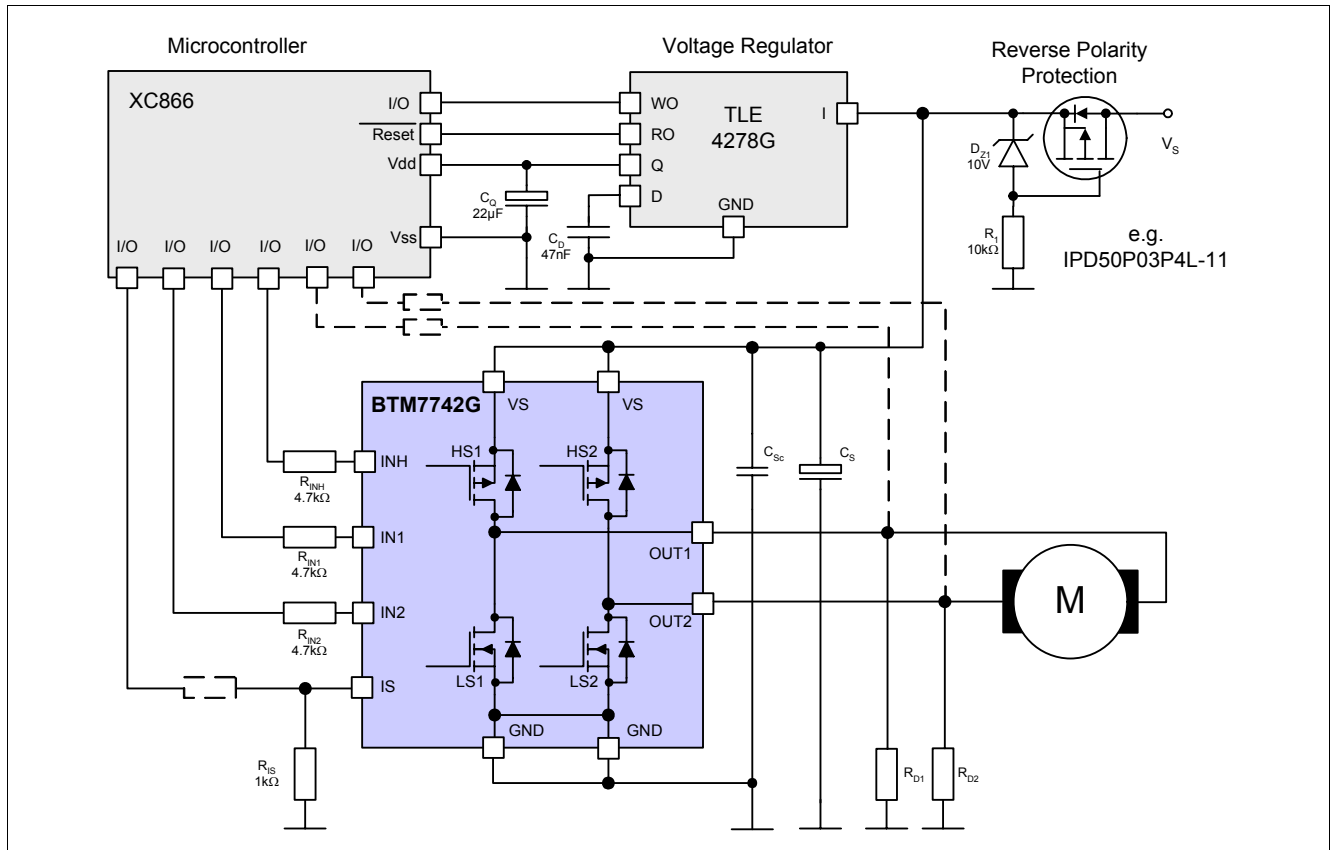 Microcontroller
Voltage Regulator
Reverse Polarity
Protection
XC866
I/O
Reset
Vdd
Vss
I/O
I/O
I/O
I/O
I/O
I/O
WO
RO
Q
D
TLE
4278G
I
GND
C_Q
22µF
C_D
47nF
D_Z1
10V
R_1
10kΩ
V_S
e.g.
IPD50P03P4L-11
BTM7742G
VS
VS
INH
IN1
IN2
IS
R_INH
4.7kΩ
R_IN1
4.7kΩ
R_IN2
4.7kΩ
R_IS
1kΩ
HS1
HS2
LS1
LS2
GND
GND
OUT1
OUT2
C_Sc
C_S
M
R_D1
R_D2